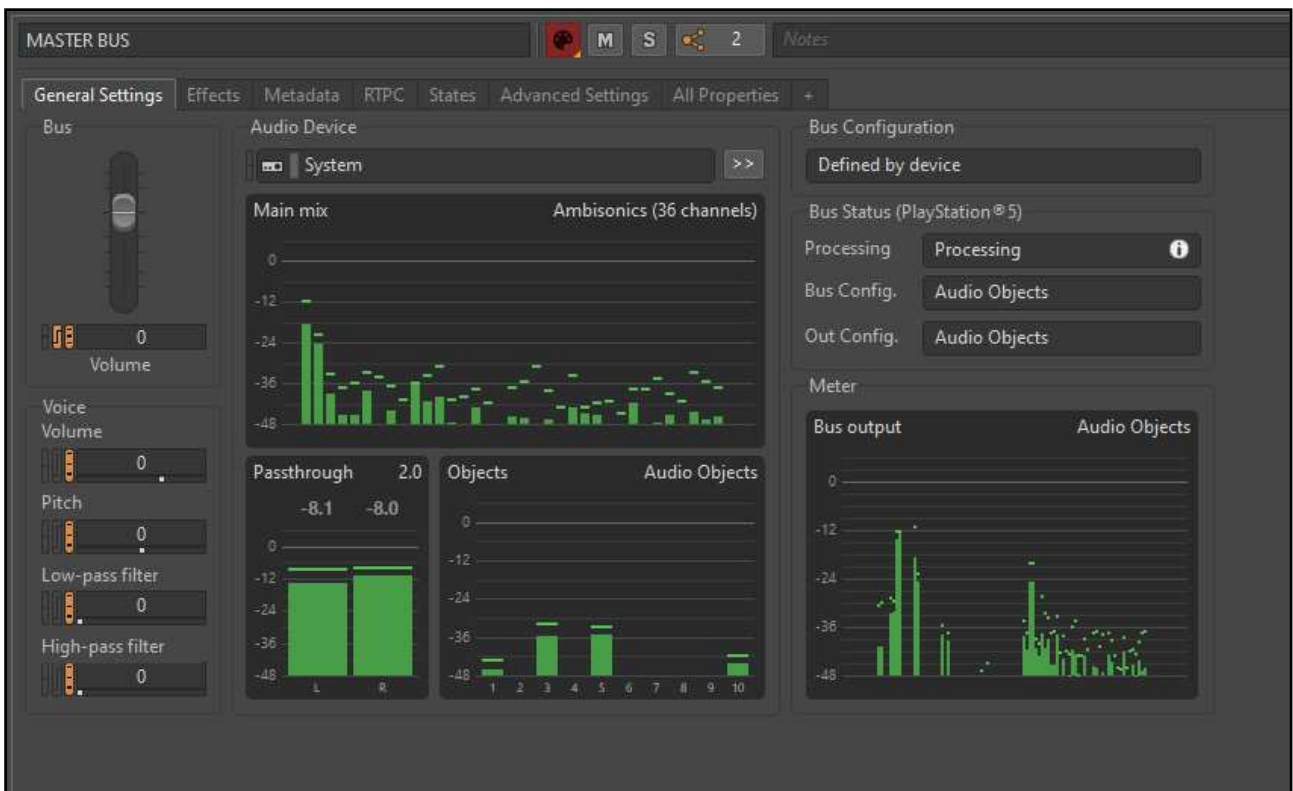 MASTER BUS M S 2 Notes
General Settings Effects Metadata RTPC States Advanced Settings All Properties +
Bus
0
Volume
Voice
Volume
0
Pitch
0
Low-pass filter
0
High-pass filter
0
Audio Device
System >>
Main mix Ambisonics (36 channels)
0
-12
-24
-36
-48
Passthrough 2.0
-8.1 -8.0
0
-12
-24
-36
-48
L R
Objects Audio Objects
0
-12
-24
-36
-48
1 2 3 4 5 6 7 8 9 10
Bus Configuration
Defined by device
Bus Status (PlayStation®5)
Processing Processing
Bus Config. Audio Objects
Out Config. Audio Objects
Meter
Bus output Audio Objects
0
-12
-24
-36
-48